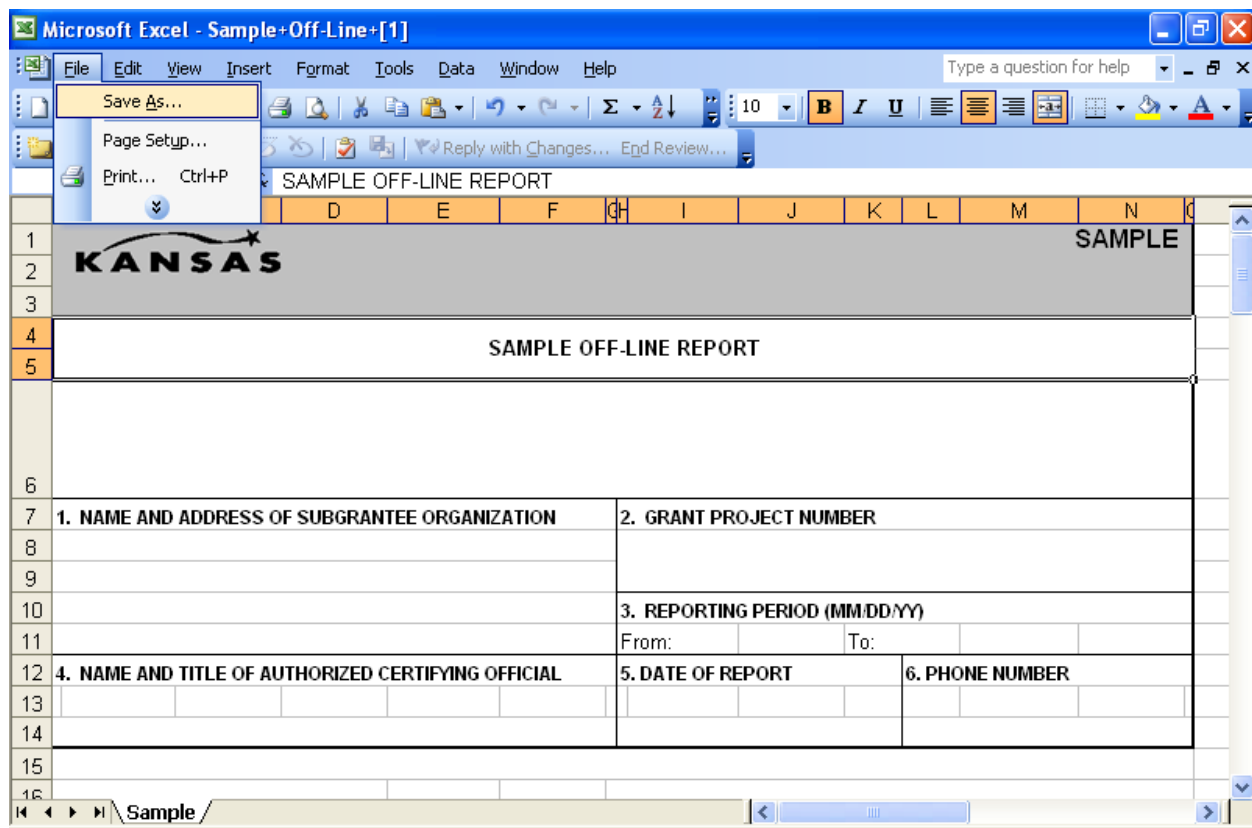 Microsoft Excel - Sample+Off-Line+[1]
File Edit View Insert Format Tools Data Window Help Type a question for help
Save As...
10 B I U A
Page Setup...
Reply with Changes... End Review...
Print... Ctrl+P
SAMPLE OFF-LINE REPORT
D E F G H I J K L M N
1 SAMPLE
2 KANSAS
3
4
SAMPLE OFF-LINE REPORT
5
6
7 1. NAME AND ADDRESS OF SUBGRANTEE ORGANIZATION 2. GRANT PROJECT NUMBER
8
9
10 3. REPORTING PERIOD (MM/DD/YY)
11 From: To:
12 4. NAME AND TITLE OF AUTHORIZED CERTIFYING OFFICIAL 5. DATE OF REPORT 6. PHONE NUMBER
13
14
15
16
Sample